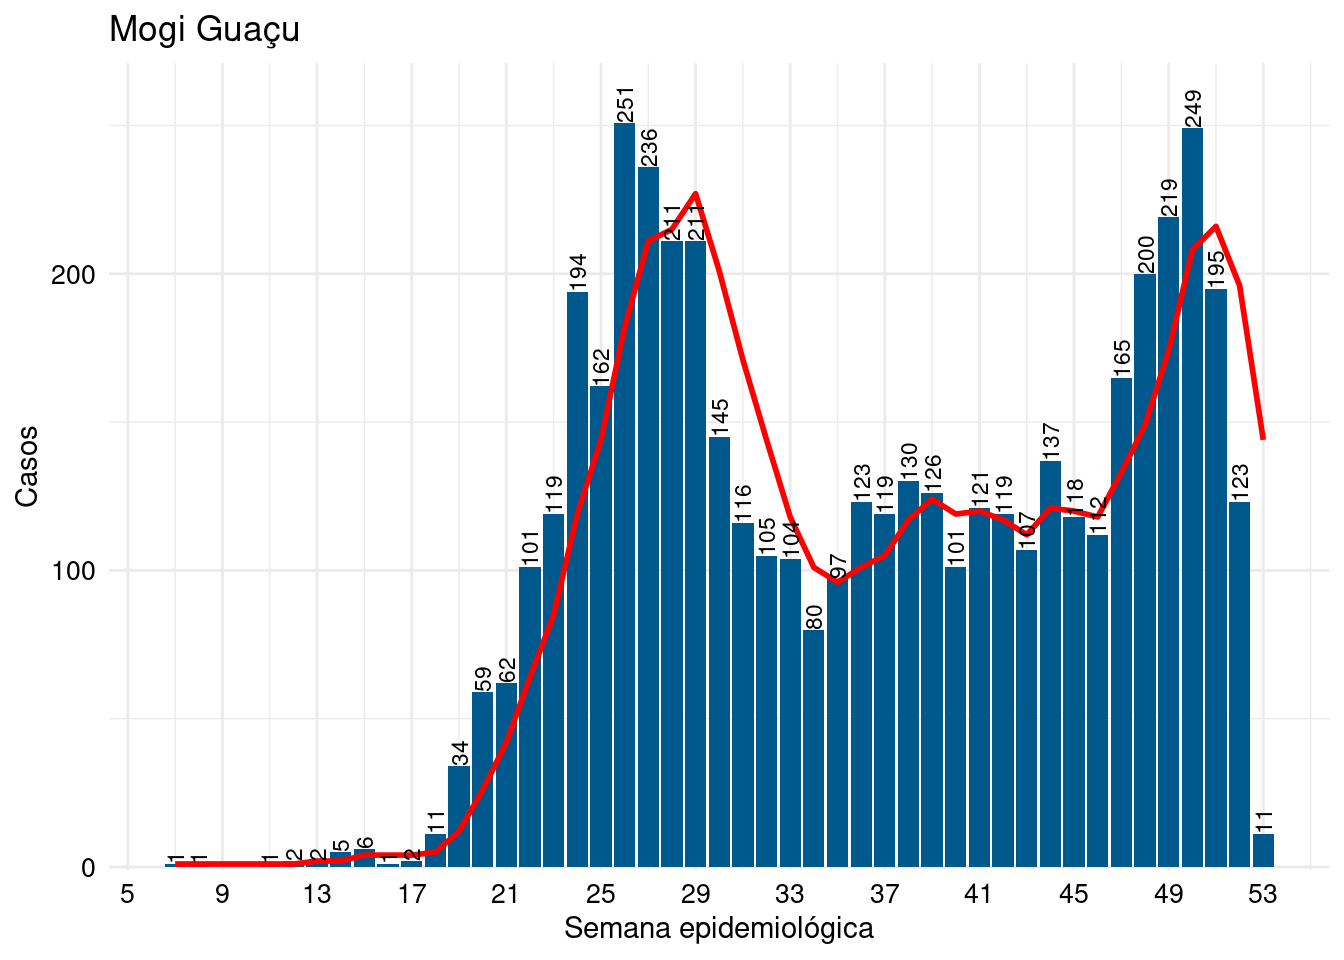 Mogi Guaçu
Casos
200
100
0
1 1 1 2 2 5 6 1 2 11 34 59 62 101 119 194 162 251 236 211 211 145 116 105 104 80 97 123 119 130 126 101 121 119 107 137 118 112 165 200 219 249 195 123 11
5 9 13 17 21 25 29 33 37 41 45 49 53
Semana epidemiológica